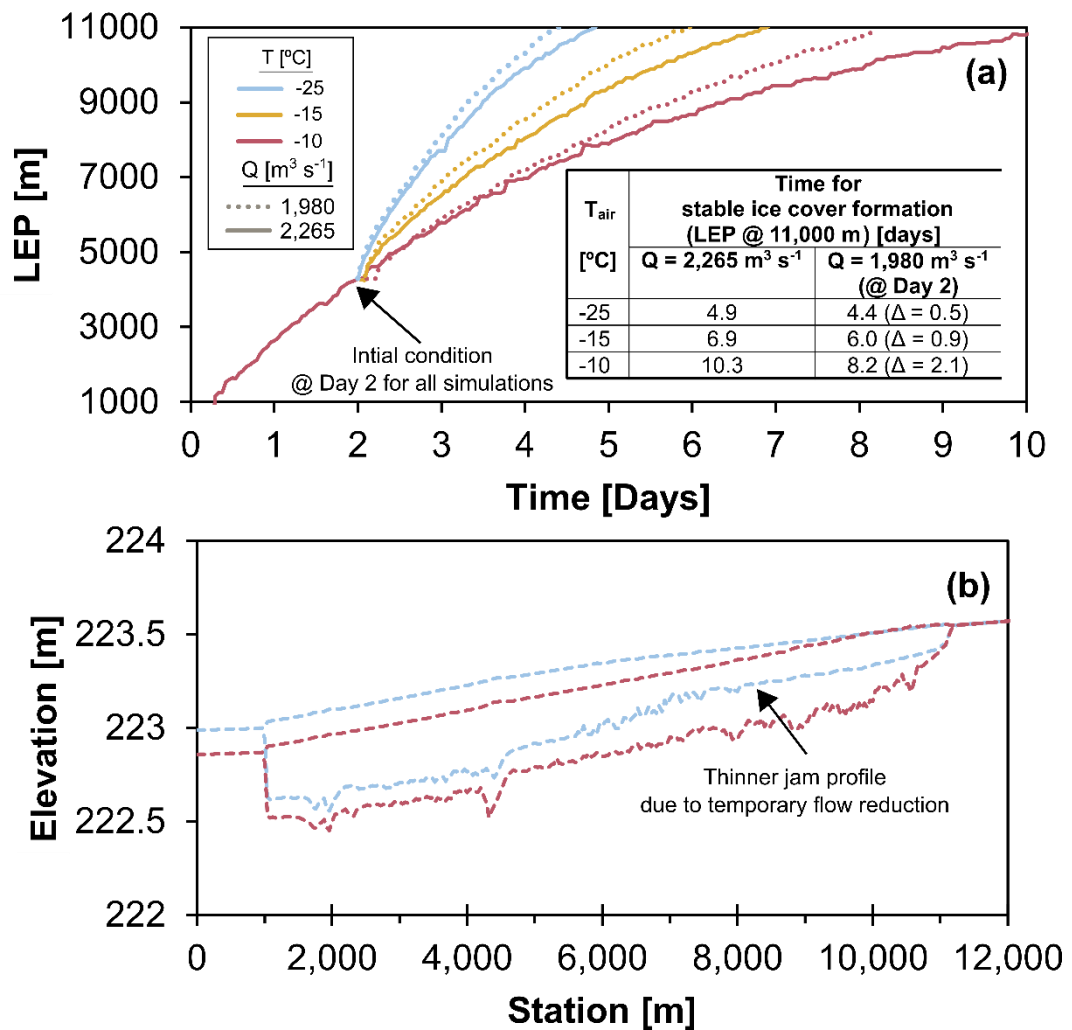 11000
9000
7000
5000
3000
1000
LEP [m]
T [ºC]
-25
-15
-10
Q [m³ s⁻¹]
1,980
2,265
(a)
Tair
[ºC]
Time for
stable ice cover formation
(LEP @ 11,000 m) [days]
Q = 2,265 m³ s⁻¹
Q = 1,980 m³ s⁻¹
(@ Day 2)
-25 4.9 4.4 (Δ = 0.5)
-15 6.9 6.0 (Δ = 0.9)
-10 10.3 8.2 (Δ = 2.1)
Intial condition
@ Day 2 for all simulations
0 1 2 3 4 5 6 7 8 9 10
Time [Days]
224
223.5
223
222.5
222
Elevation [m]
(b)
Thinner jam profile
due to temporary flow reduction
0 2,000 4,000 6,000 8,000 10,000 12,000
Station [m]